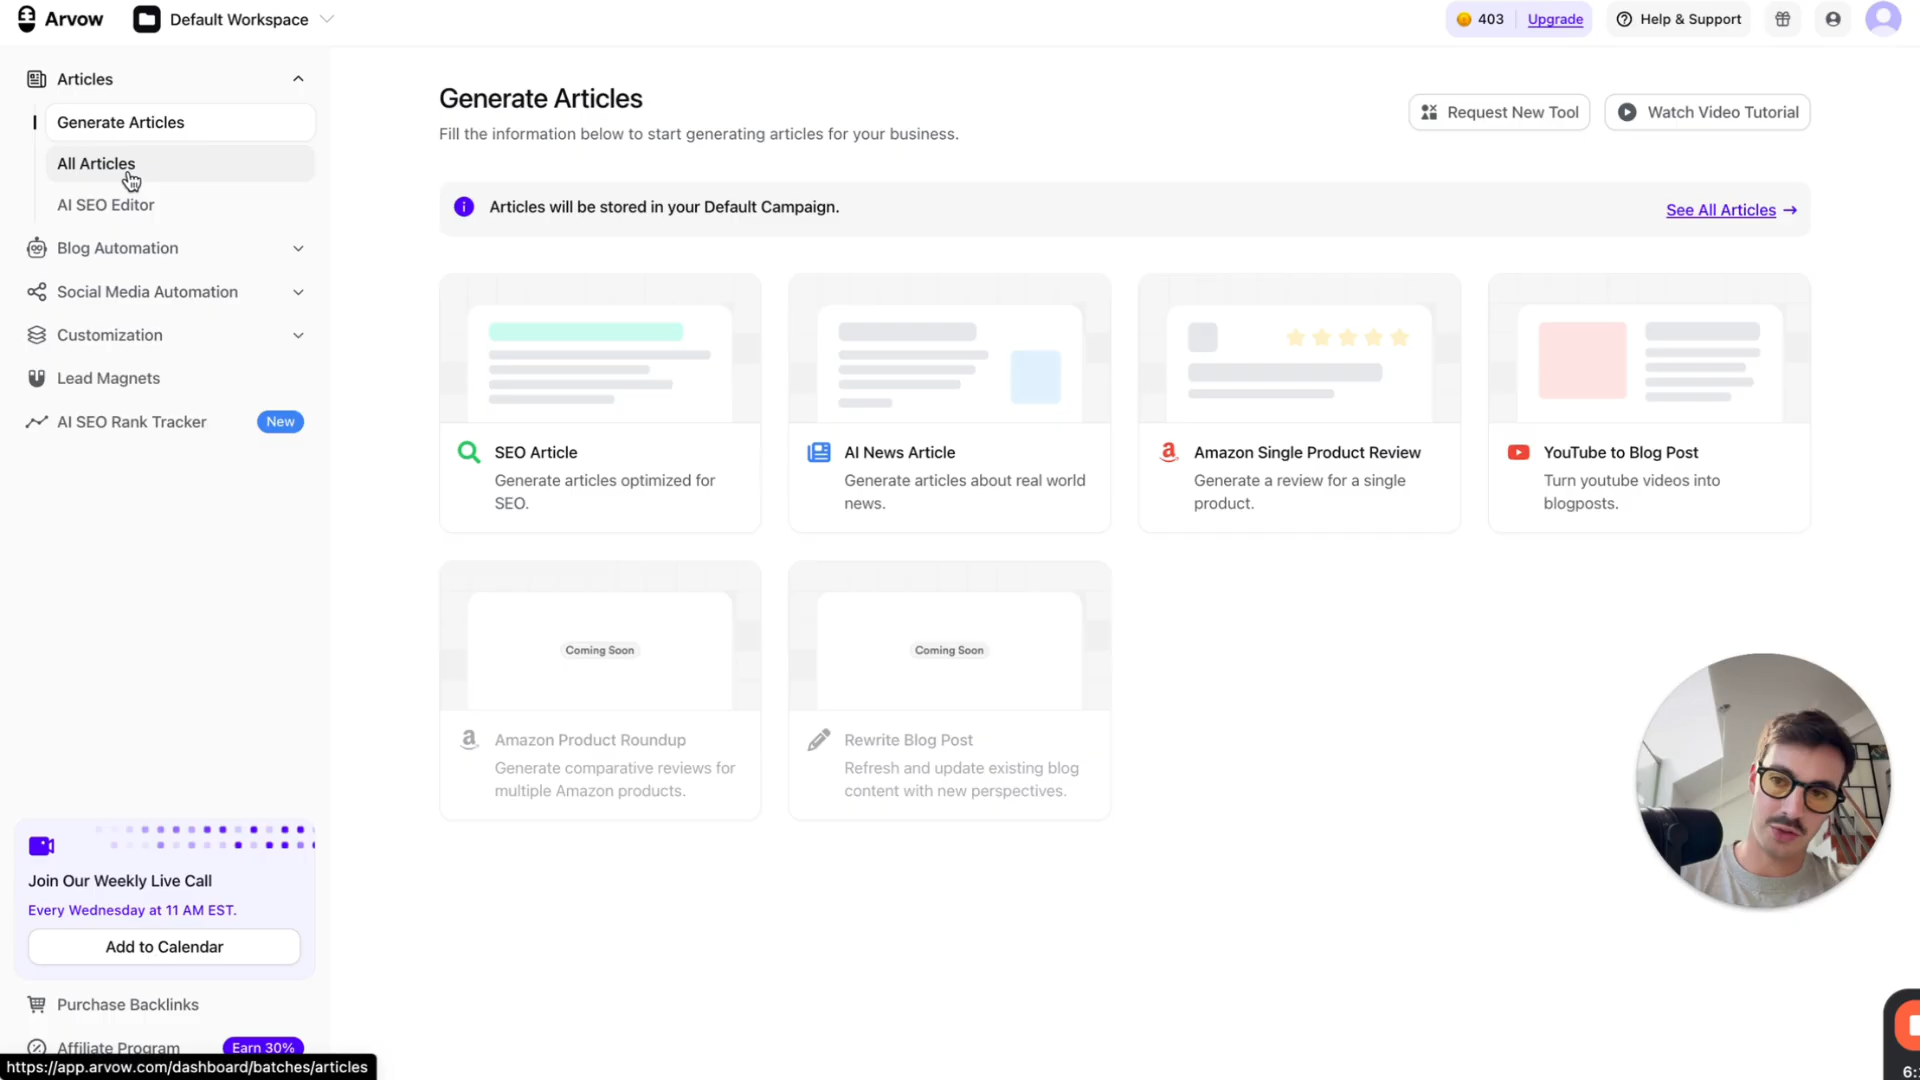 Arvow
Default Workspace
403
Upgrade
Help & Support
Articles
Generate Articles
All Articles
AI SEO Editor
Blog Automation
Social Media Automation
Customization
Lead Magnets
AI SEO Rank Tracker
New
Generate Articles
Fill the information below to start generating articles for your business.
Request New Tool
Watch Video Tutorial
Articles will be stored in your Default Campaign.
See All Articles →
SEO Article
Generate articles optimized for
SEO.
AI News Article
Generate articles about real world
news.
Amazon Single Product Review
Generate a review for a single
product.
YouTube to Blog Post
Turn youtube videos into
blogposts.
Coming Soon
Amazon Product Roundup
Generate comparative reviews for
multiple Amazon products.
Coming Soon
Rewrite Blog Post
Refresh and update existing blog
content with new perspectives.
Join Our Weekly Live Call
Every Wednesday at 11 AM EST.
Add to Calendar
Purchase Backlinks
Affiliate Program
Earn 30%
https://app.arvow.com/dashboard/batches/articles